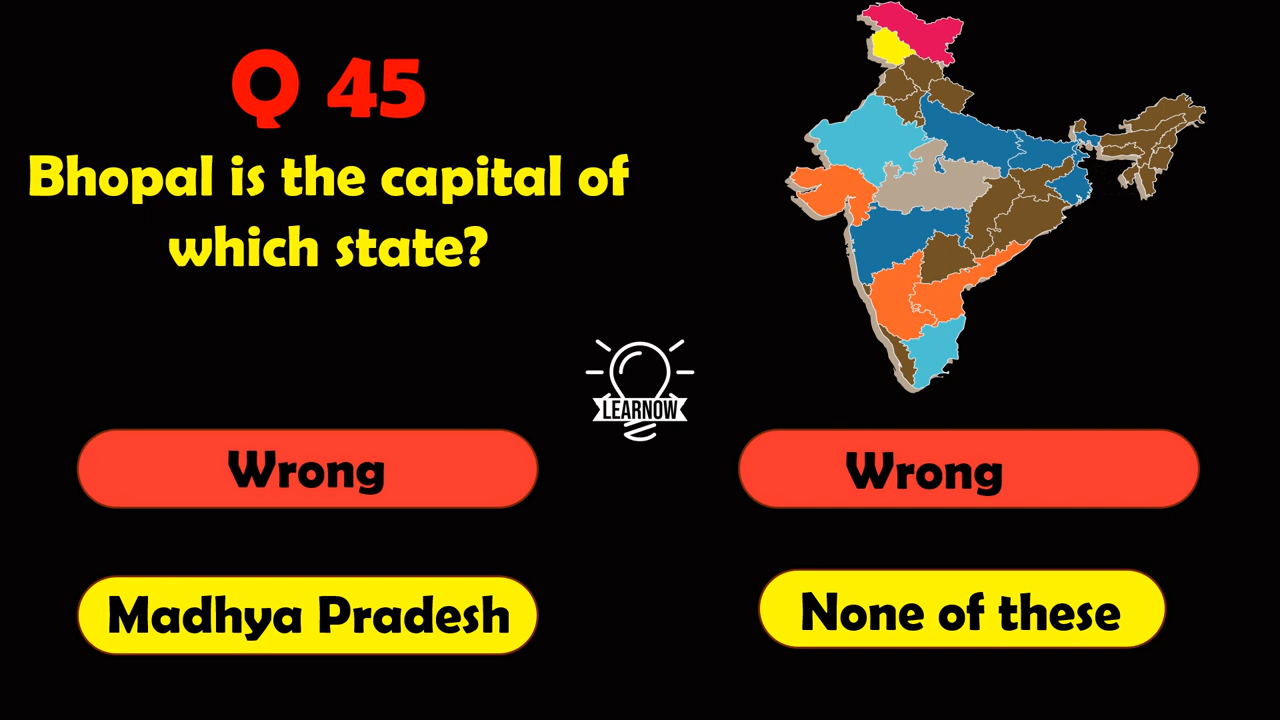 Q 45
Bhopal is the capital of
which state?
LEARNOW
Wrong
Wrong
Madhya Pradesh
None of these